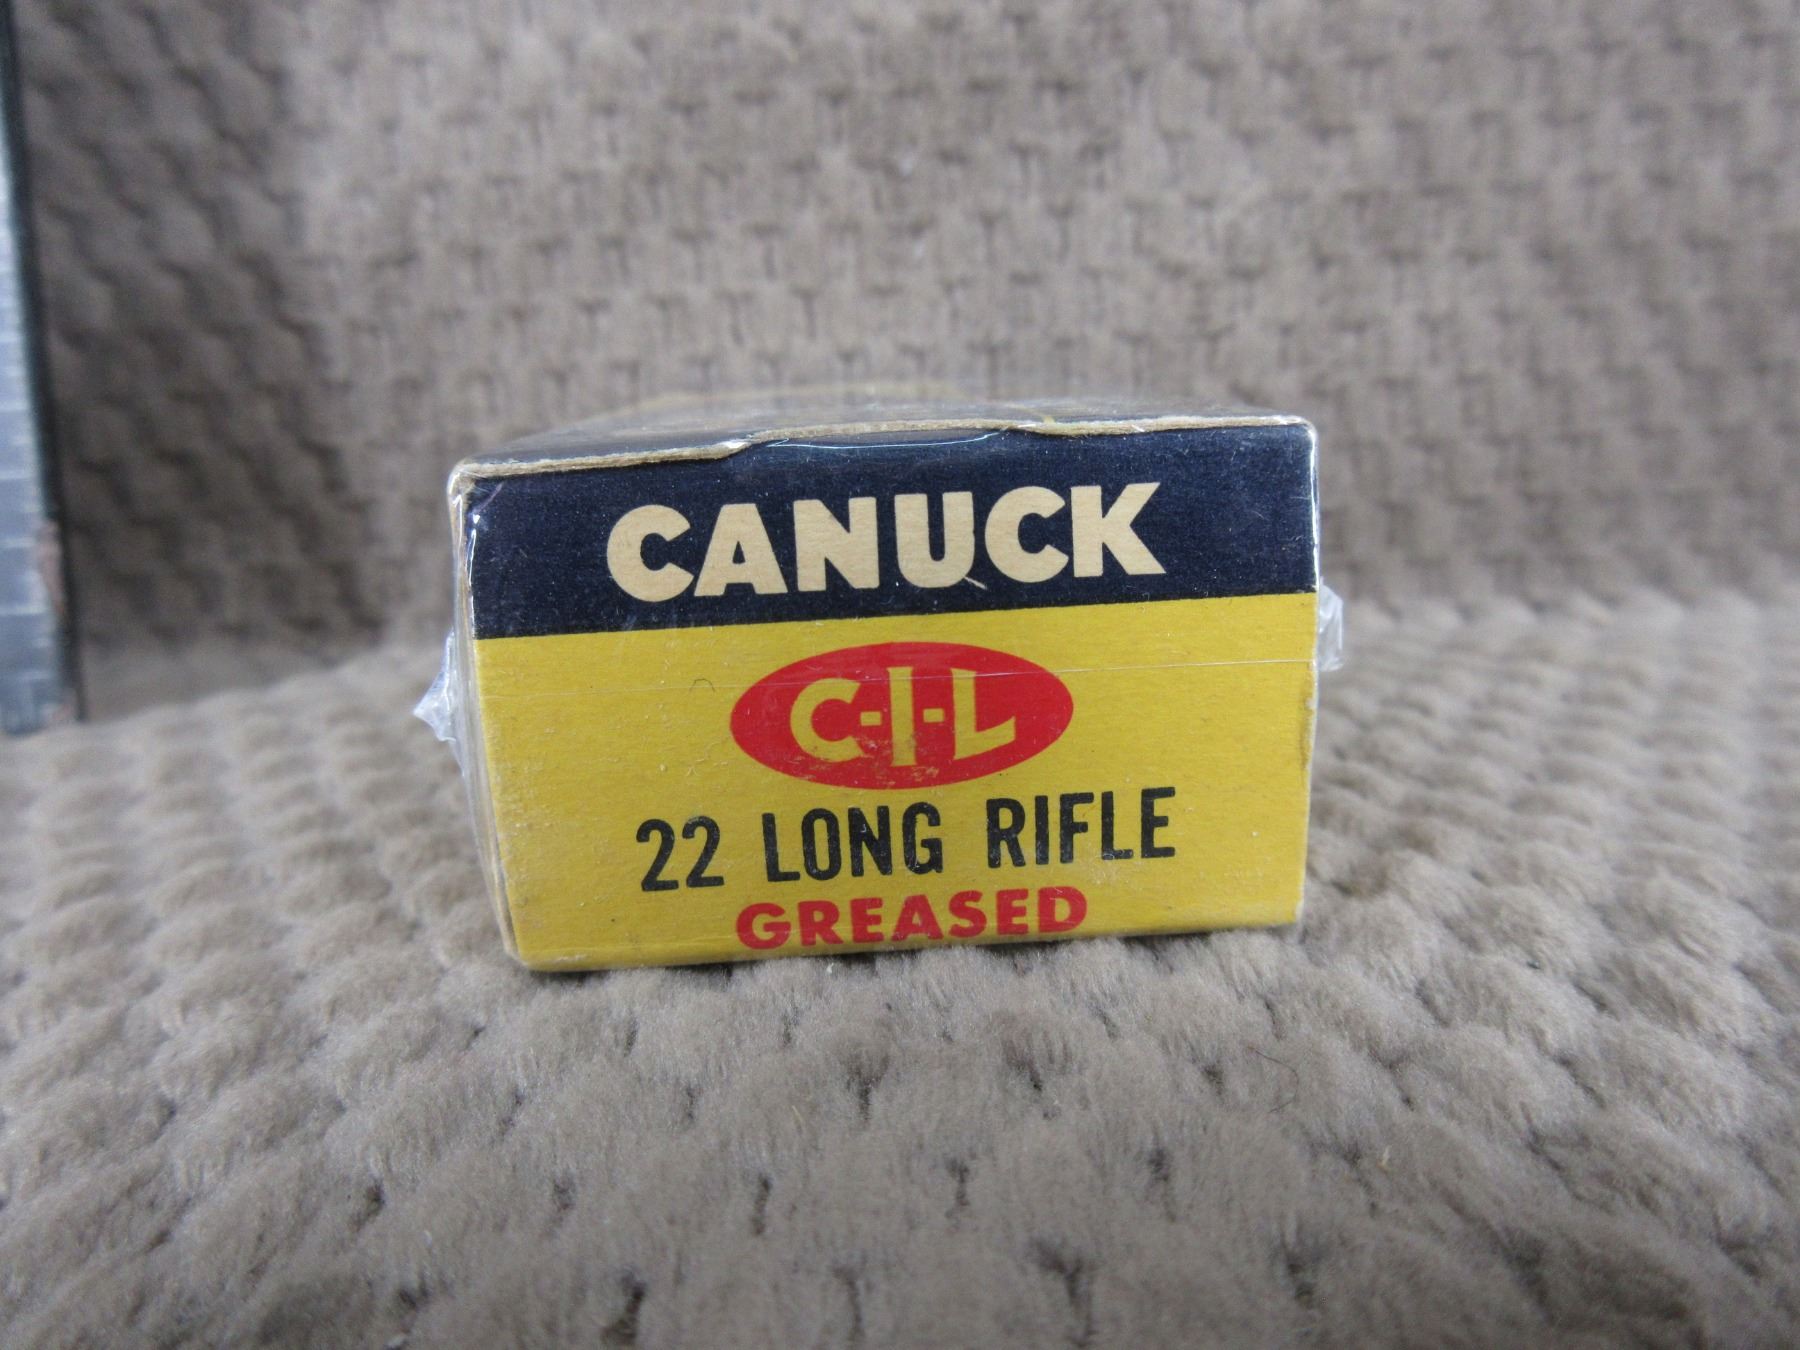 CANUCK
C-I-L
22 LONG RIFLE
GREASED